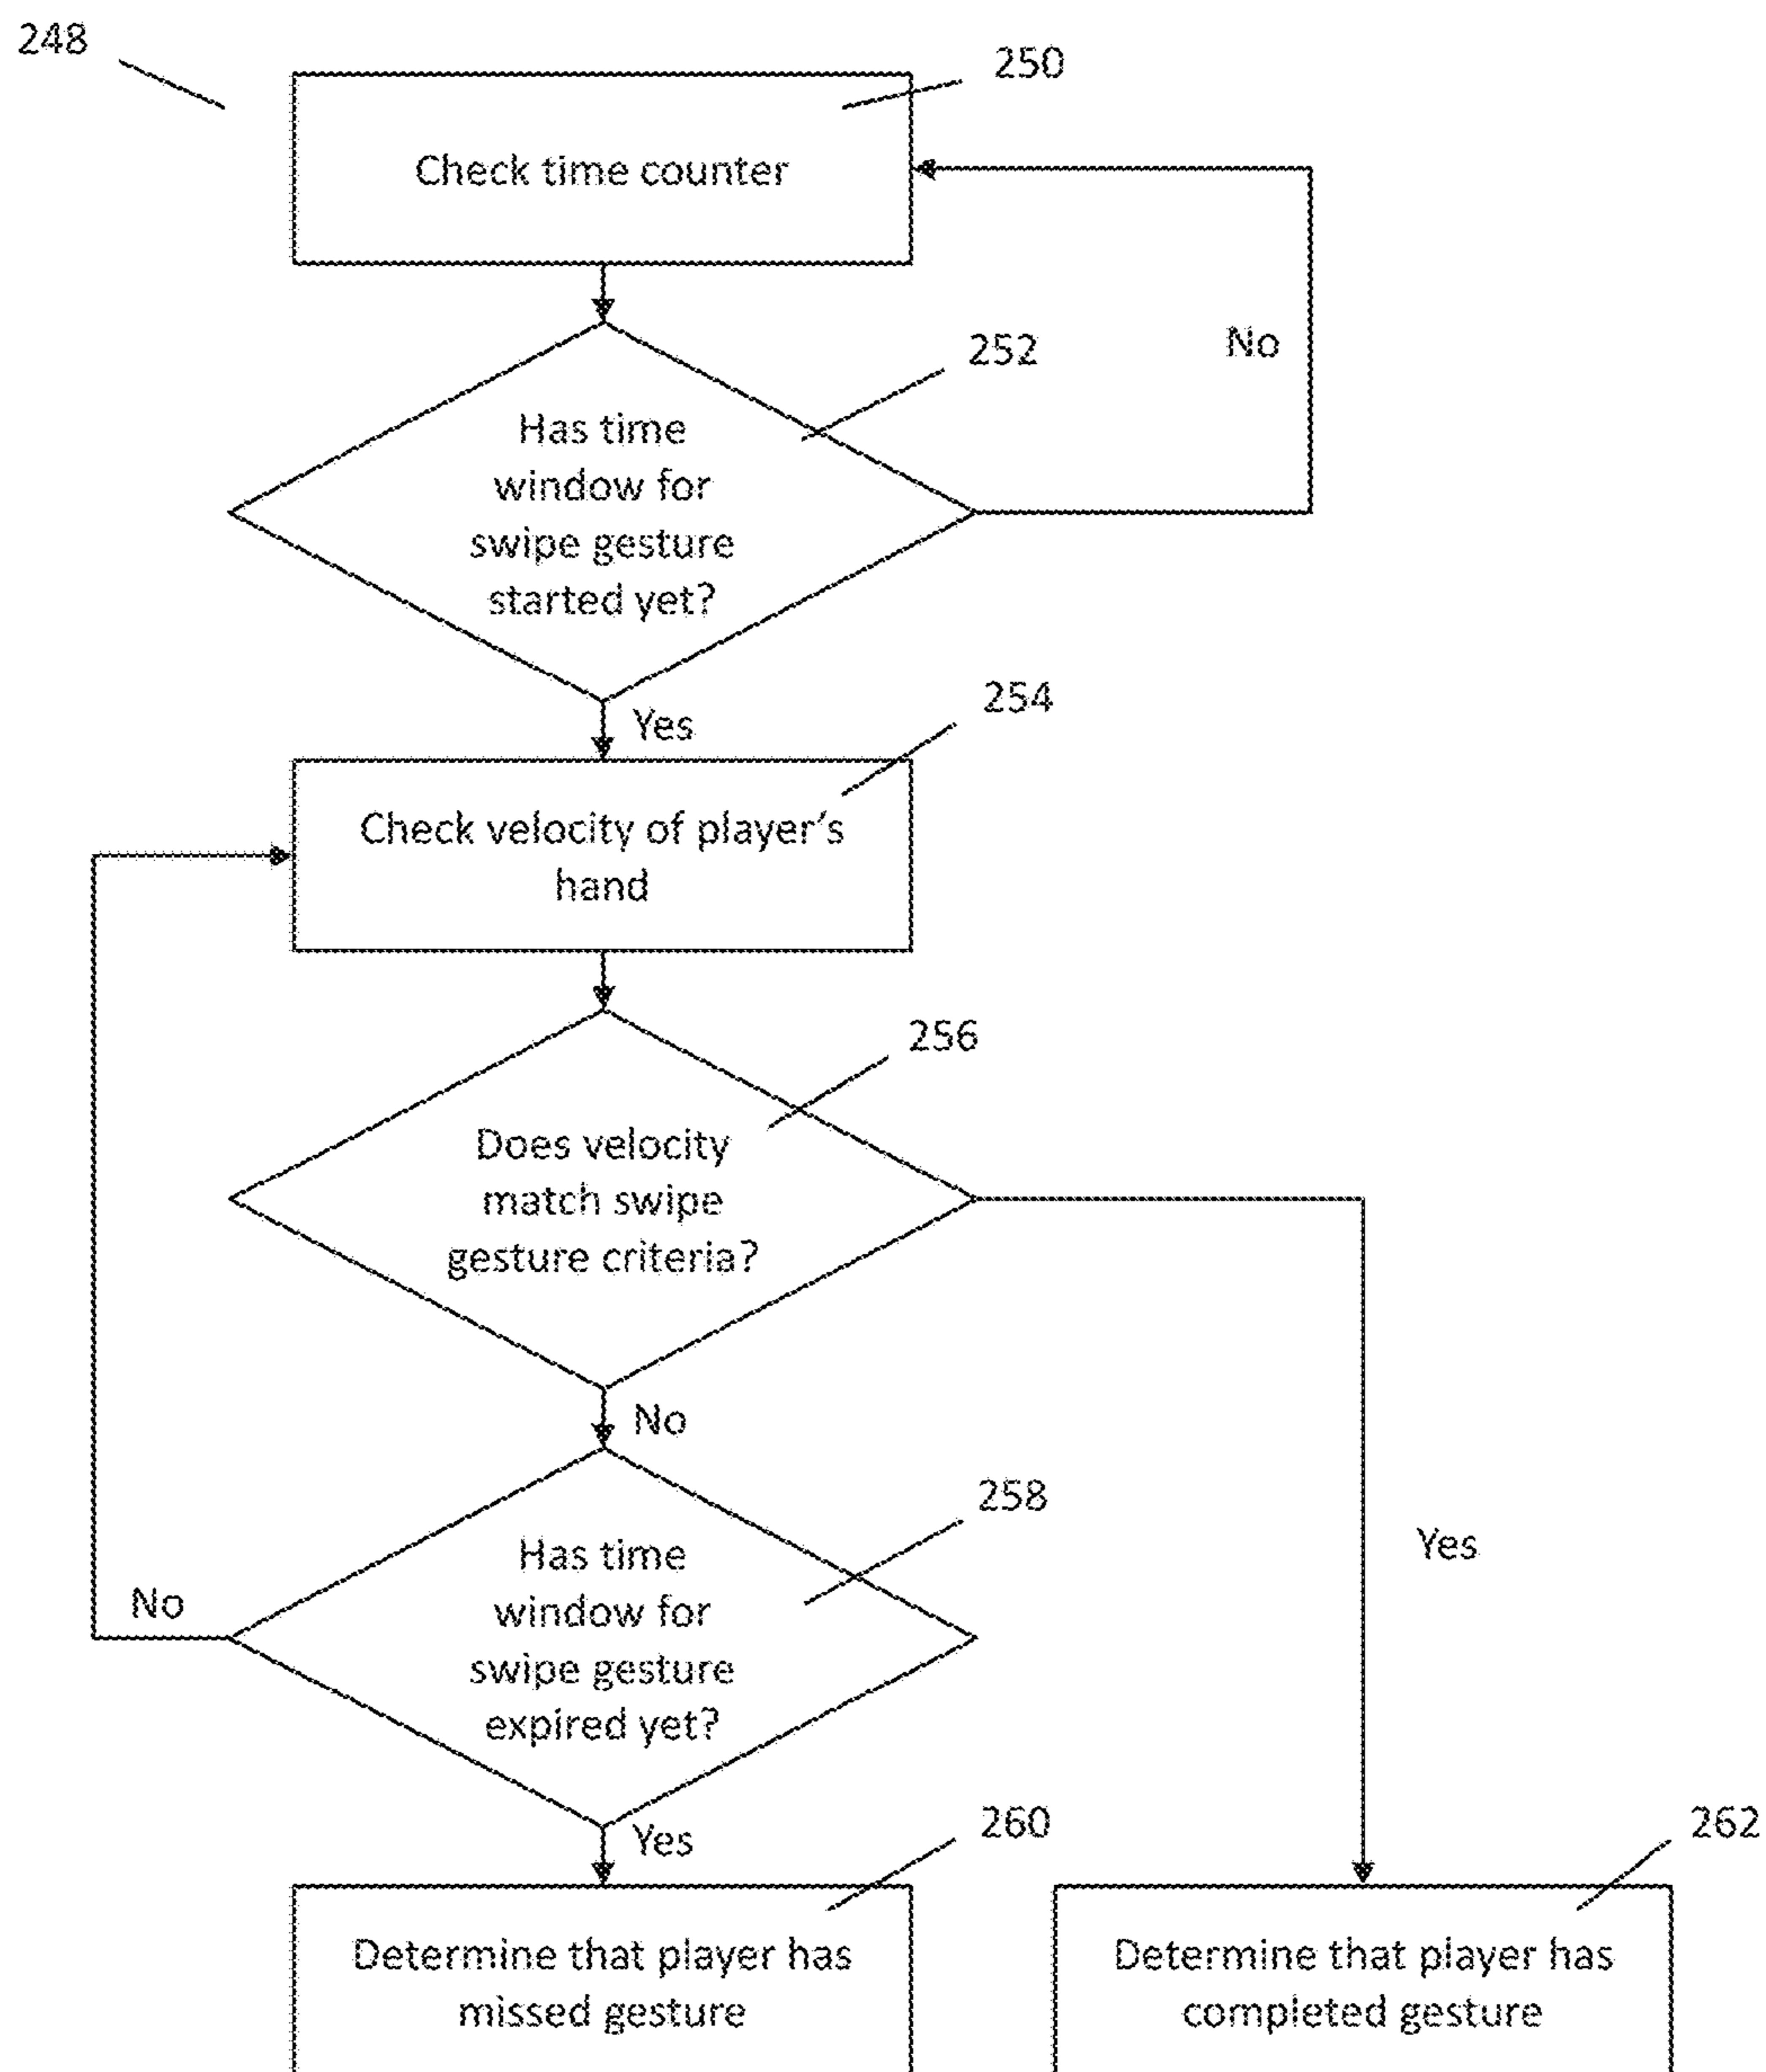 248
250
Check time counter
252
No
Has time
window for
swipe gesture
started yet?
254
Yes
Check velocity of player's
hand
256
Does velocity
match swipe
gesture criteria?
No
258
Has time
window for
swipe gesture
expired yet?
Yes
No
260
262
Yes
Determine that player has
missed gesture
Determine that player has
completed gesture